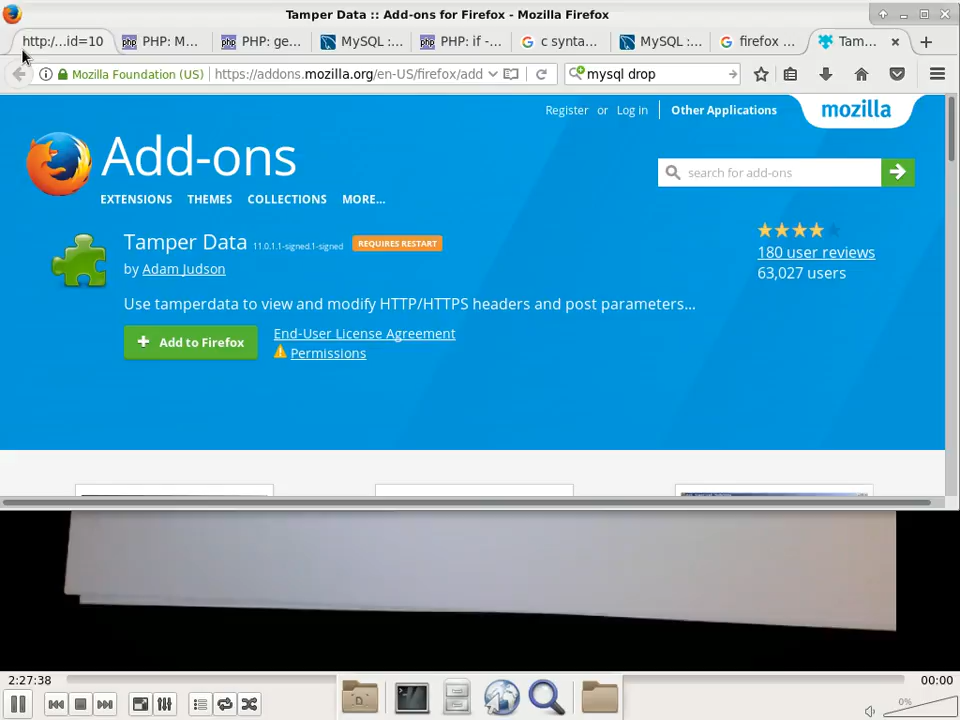 Tamper Data :: Add-ons for Firefox - Mozilla Firefox
http:/...id=10
PHP: M...
PHP: ge...
MySQL :...
PHP: if -...
c synta...
MySQL :...
firefox ...
Tam...
Mozilla Foundation (US)
https://addons.mozilla.org/en-US/firefox/add
mysql drop
Register or Log in
Other Applications
mozilla
Add-ons
search for add-ons
EXTENSIONS THEMES COLLECTIONS MORE...
Tamper Data 11.0.1.1-signed.1-signed REQUIRES RESTART
by Adam Judson
180 user reviews
63,027 users
Use tamperdata to view and modify HTTP/HTTPS headers and post parameters...
+ Add to Firefox
End-User License Agreement
Permissions
2:27:38
00:00
0%